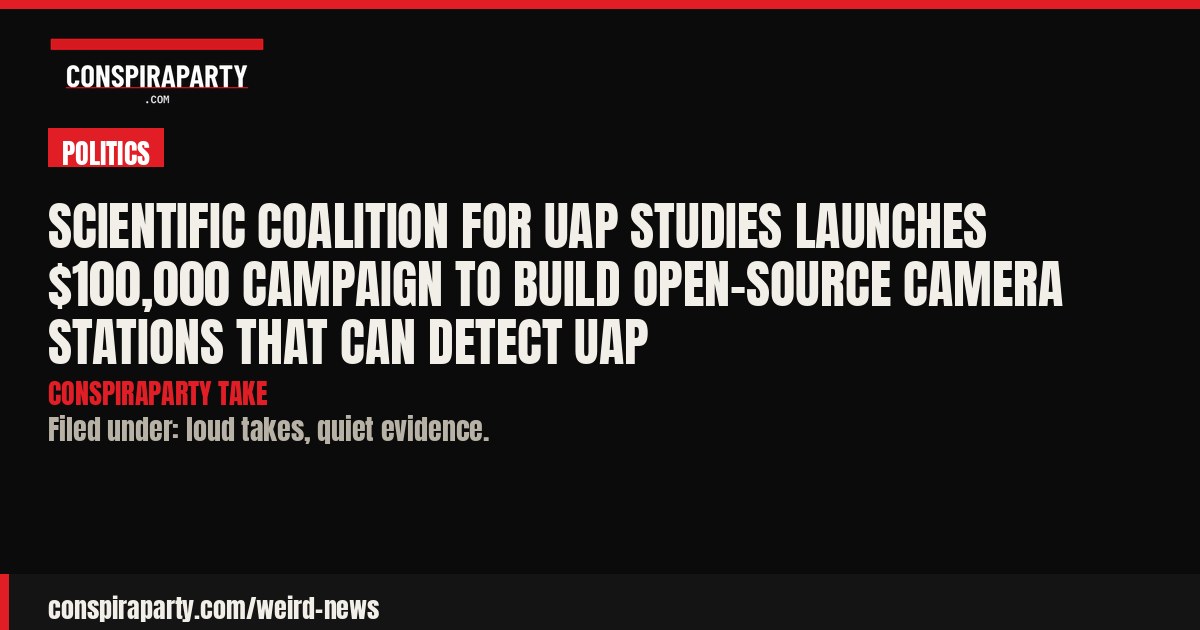 CONSPIRAPARTY
.COM
POLITICS
SCIENTIFIC COALITION FOR UAP STUDIES LAUNCHES
$100,000 CAMPAIGN TO BUILD OPEN-SOURCE CAMERA
STATIONS THAT CAN DETECT UAP
CONSPIRAPARTY TAKE
Filed under: loud takes, quiet evidence.
conspiraparty.com/weird-news